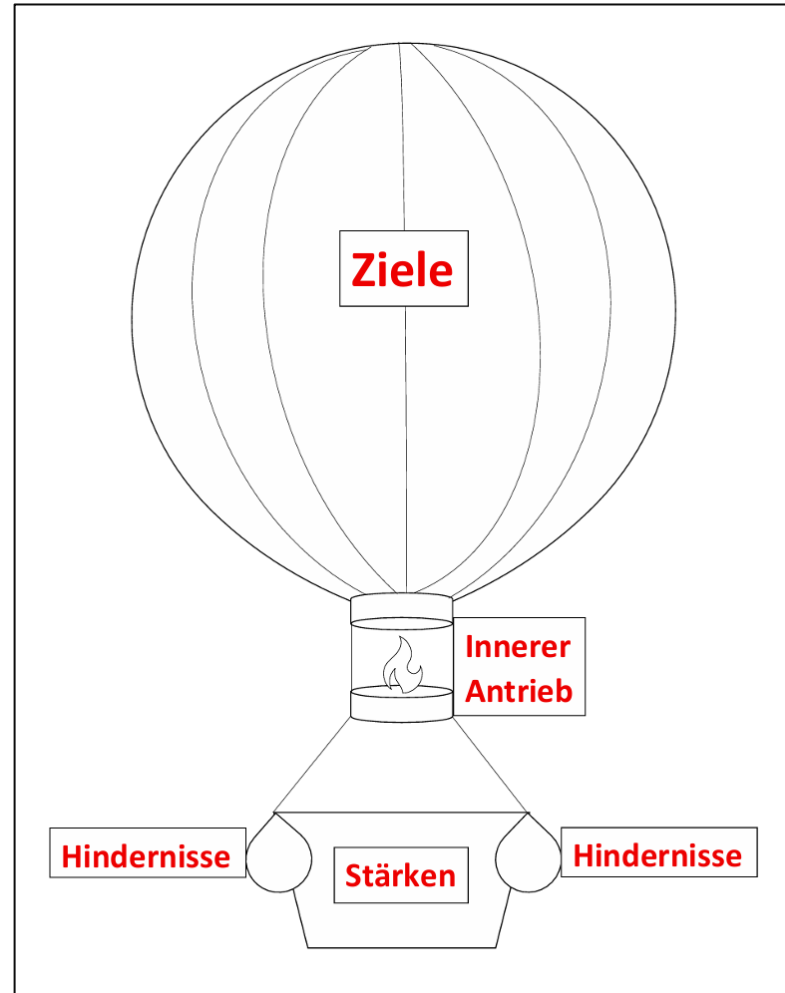 Ziele
Innerer
Antrieb
Hindernisse
Hindernisse
Stärken